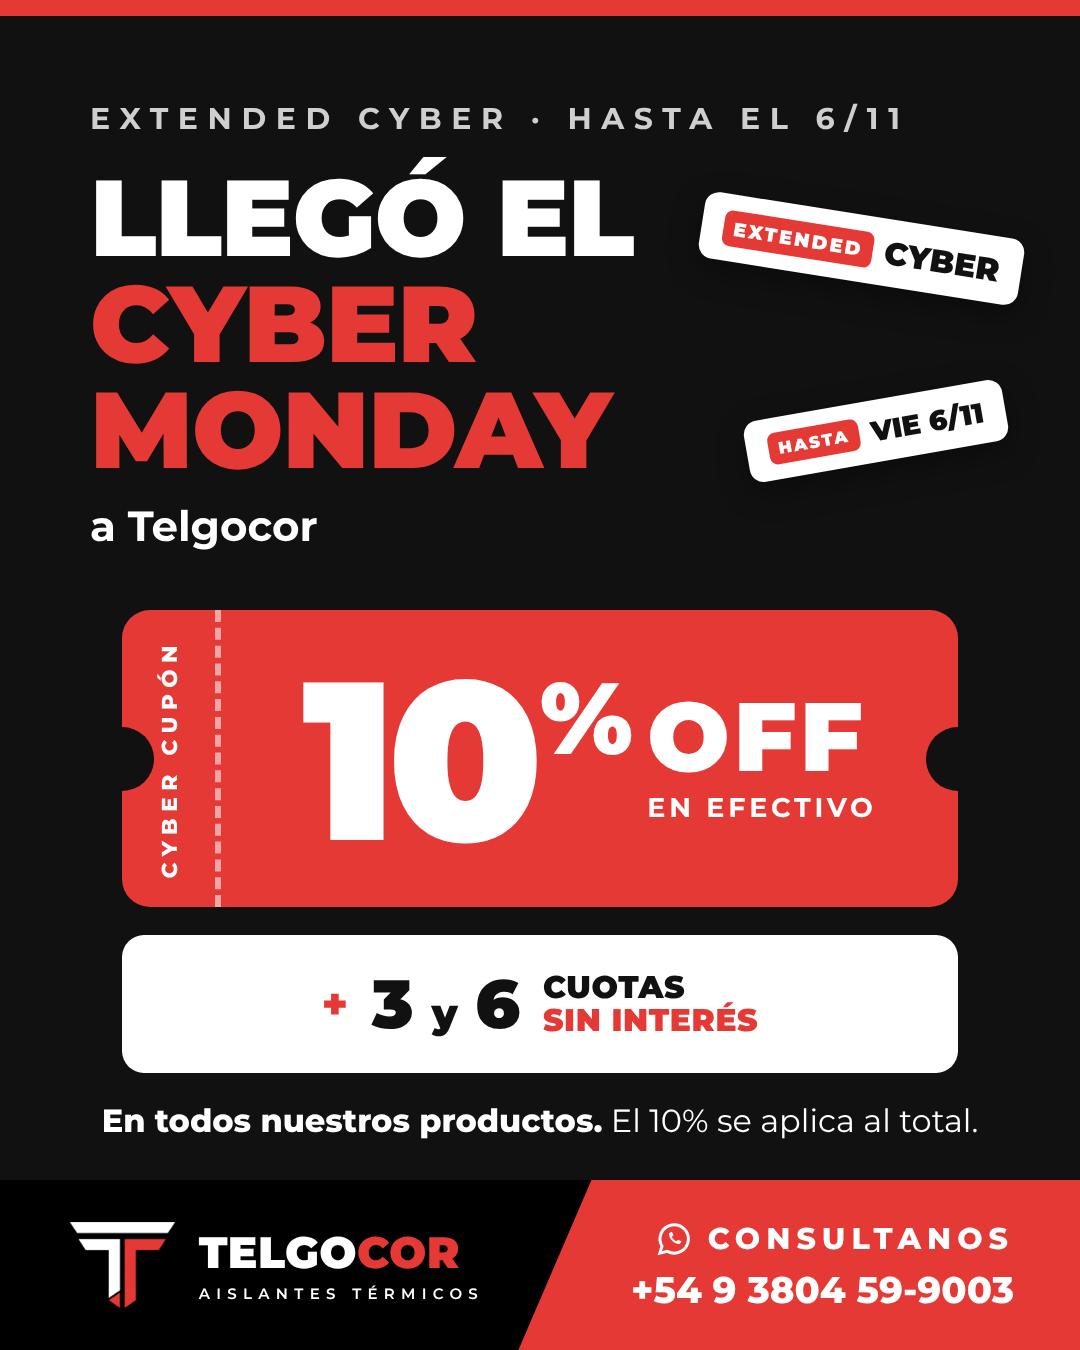 EXTENDED CYBER · HASTA EL 6/11
LLEGÓ EL
CYBER
MONDAY
a Telgocor
EXTENDED CYBER
HASTA VIE 6/11
CYBER CUPÓN
10% OFF
EN EFECTIVO
+ 3 y 6 CUOTAS
SIN INTERÉS
En todos nuestros productos. El 10% se aplica al total.
TELGOCOR
AISLANTES TÉRMICOS
CONSULTANOS
+54 9 3804 59-9003